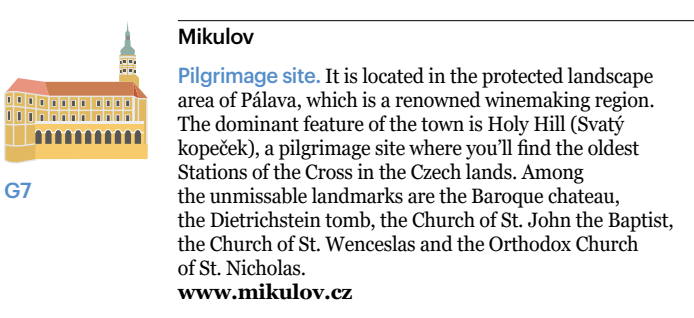 Mikulov
Pilgrimage site. It is located in the protected landscape
area of Pálava, which is a renowned winemaking region.
The dominant feature of the town is Holy Hill (Svatý
kopeček), a pilgrimage site where you’ll find the oldest
Stations of the Cross in the Czech lands. Among
the unmissable landmarks are the Baroque chateau,
the Dietrichstein tomb, the Church of St. John the Baptist,
the Church of St. Wenceslas and the Orthodox Church
of St. Nicholas.
www.mikulov.cz
G7